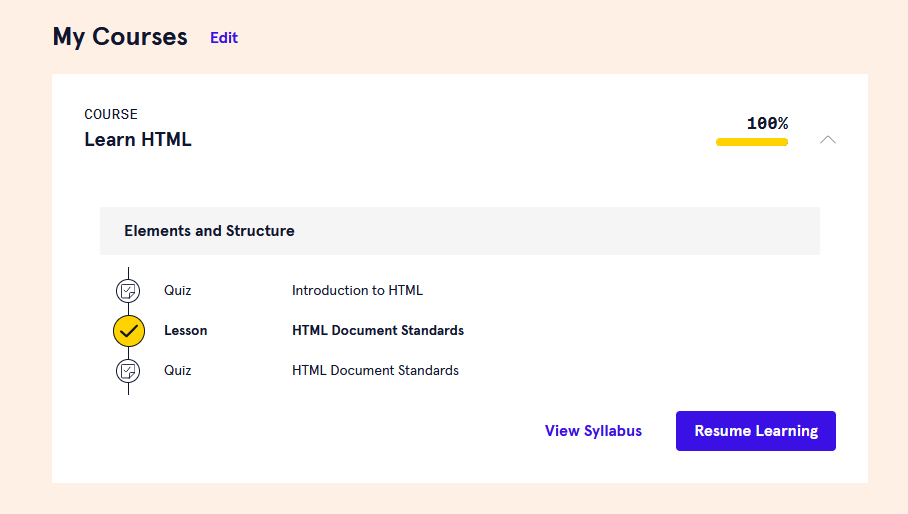 My Courses Edit
COURSE
Learn HTML
100%
Elements and Structure
Quiz Introduction to HTML
Lesson HTML Document Standards
Quiz HTML Document Standards
View Syllabus Resume Learning